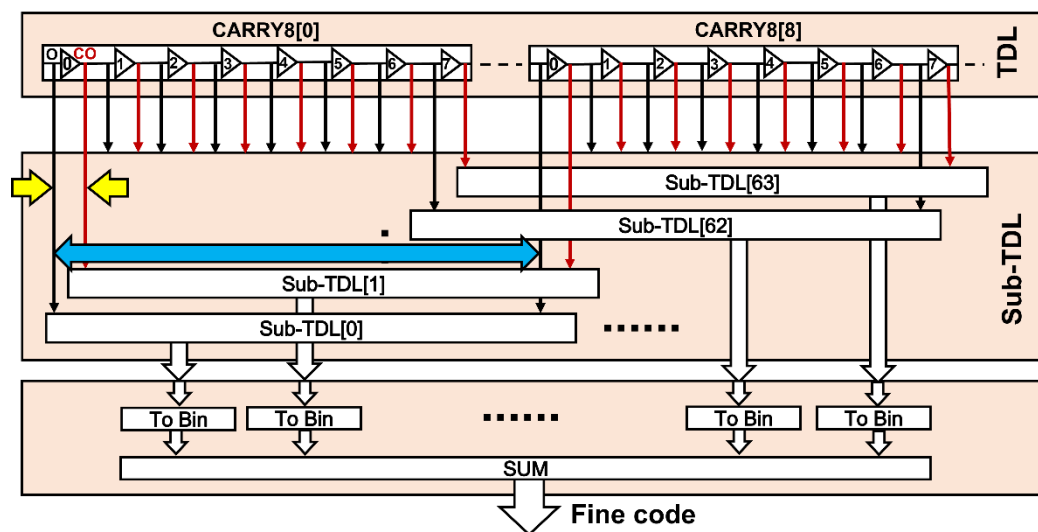 CARRY8[0]
CARRY8[8]
O
CO
0
1
2
3
4
5
6
7
0
1
2
3
4
5
6
7
TDL
Sub-TDL[63]
Sub-TDL[62]
Sub-TDL[1]
Sub-TDL[0]
Sub-TDL
To Bin
To Bin
To Bin
To Bin
SUM
Fine code